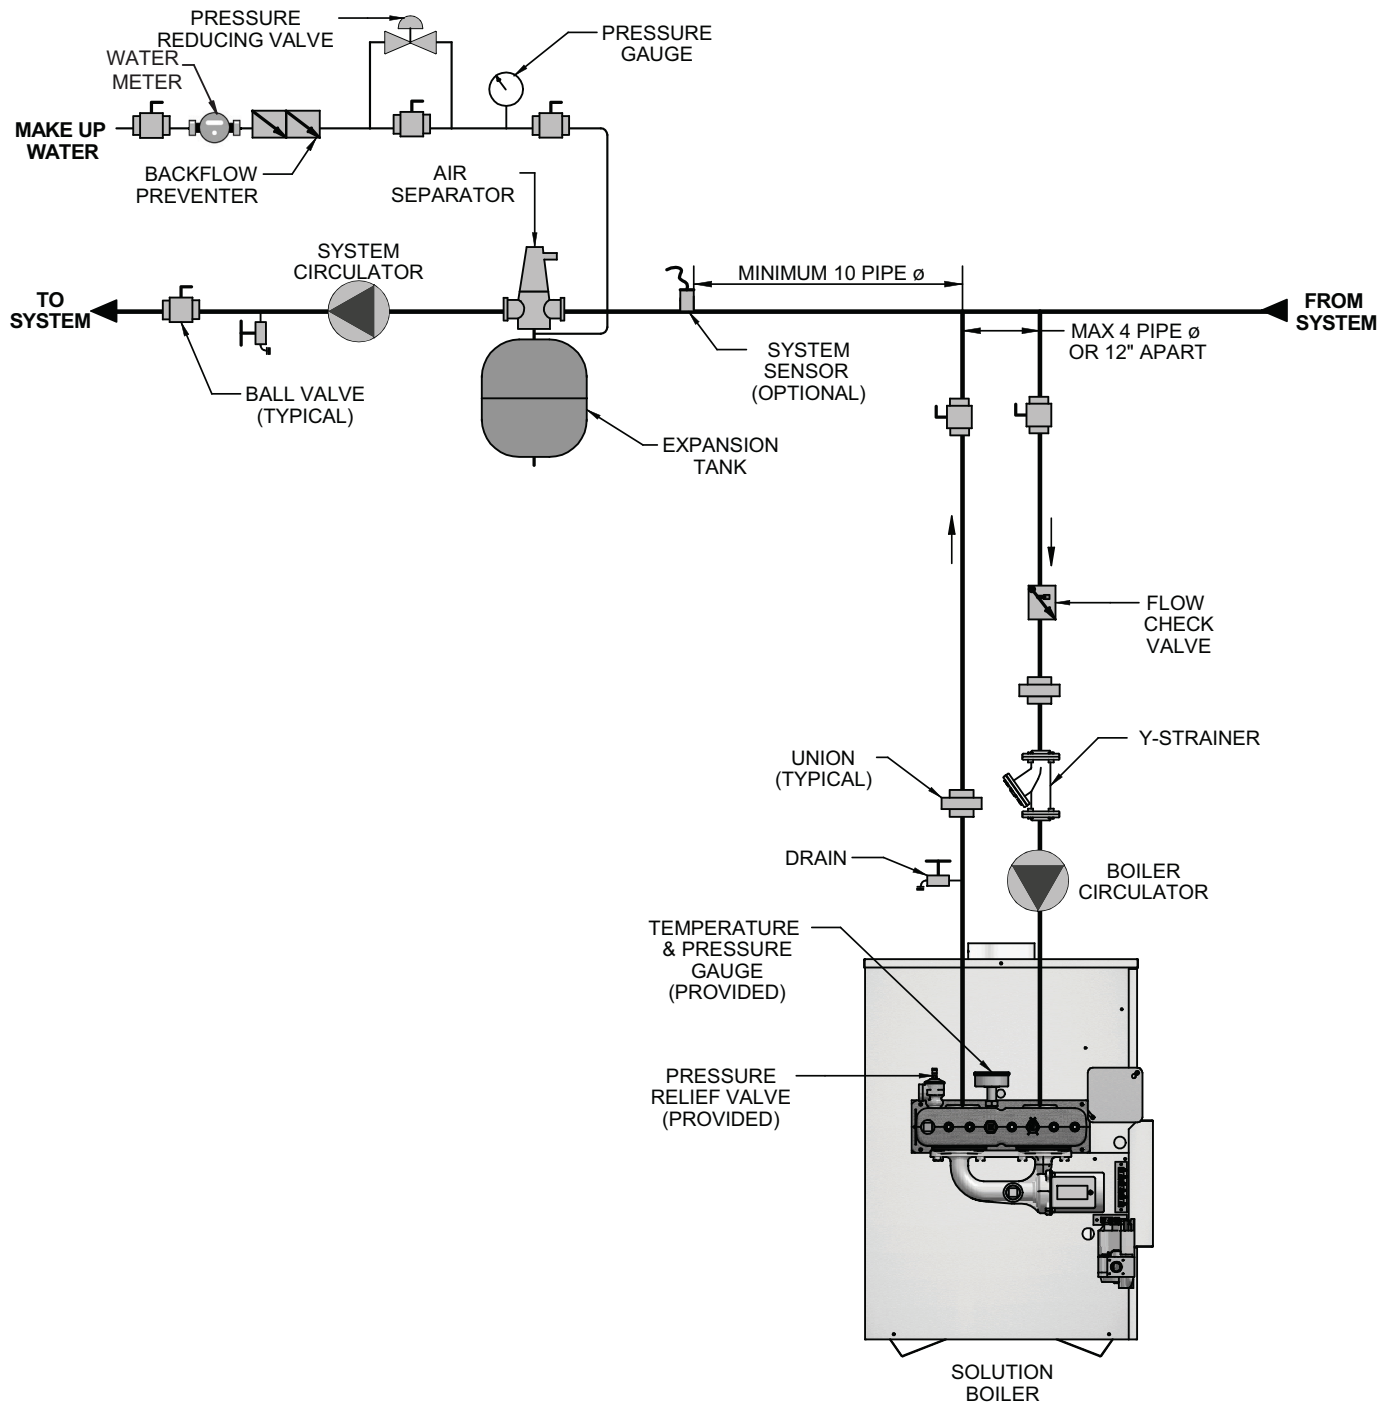 PRESSURE
REDUCING VALVE
PRESSURE
GAUGE
WATER
METER
MAKE UP
WATER
BACKFLOW
PREVENTER
AIR
SEPARATOR
SYSTEM
CIRCULATOR
MINIMUM 10 PIPE ø
TO
SYSTEM
FROM
SYSTEM
MAX 4 PIPE ø
OR 12" APART
SYSTEM
SENSOR
(OPTIONAL)
BALL VALVE
(TYPICAL)
EXPANSION
TANK
FLOW
CHECK
VALVE
Y-STRAINER
UNION
(TYPICAL)
DRAIN
BOILER
CIRCULATOR
TEMPERATURE
& PRESSURE
GAUGE
(PROVIDED)
PRESSURE
RELIEF VALVE
(PROVIDED)
SOLUTION
BOILER